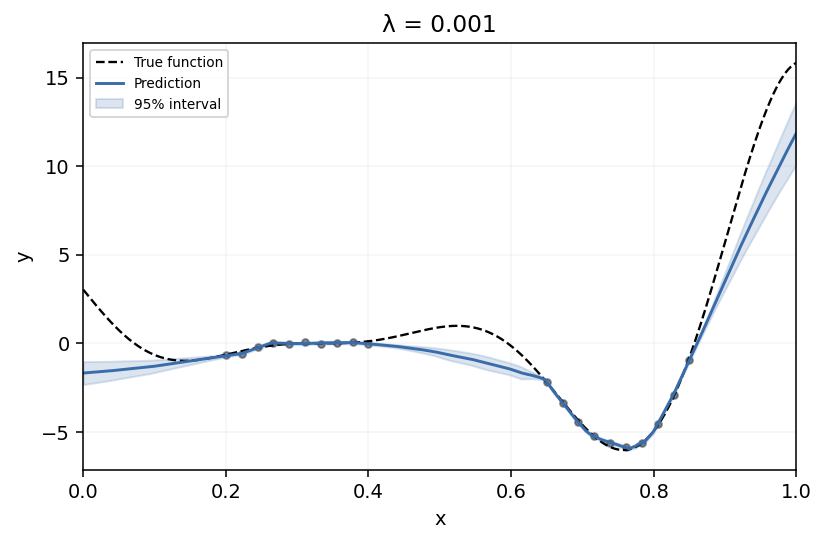 λ = 0.001
True function
Prediction
95% interval
y
15
10
5
0
−5
0.0 0.2 0.4 0.6 0.8 1.0
x